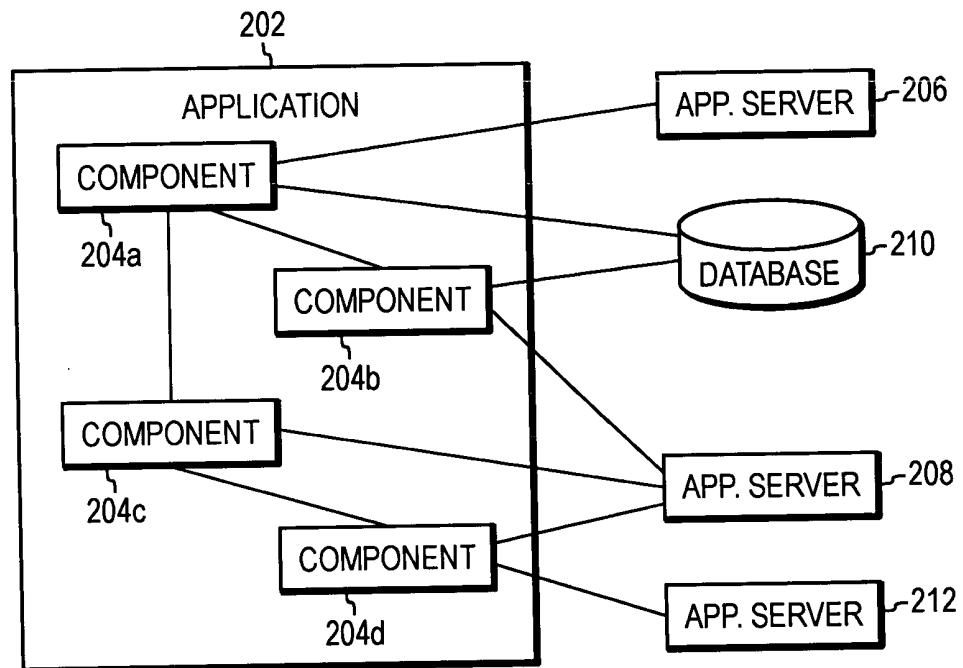 202
APPLICATION
APP. SERVER
206
COMPONENT
204a
DATABASE
210
COMPONENT
204b
COMPONENT
204c
APP. SERVER
208
COMPONENT
204d
APP. SERVER
212